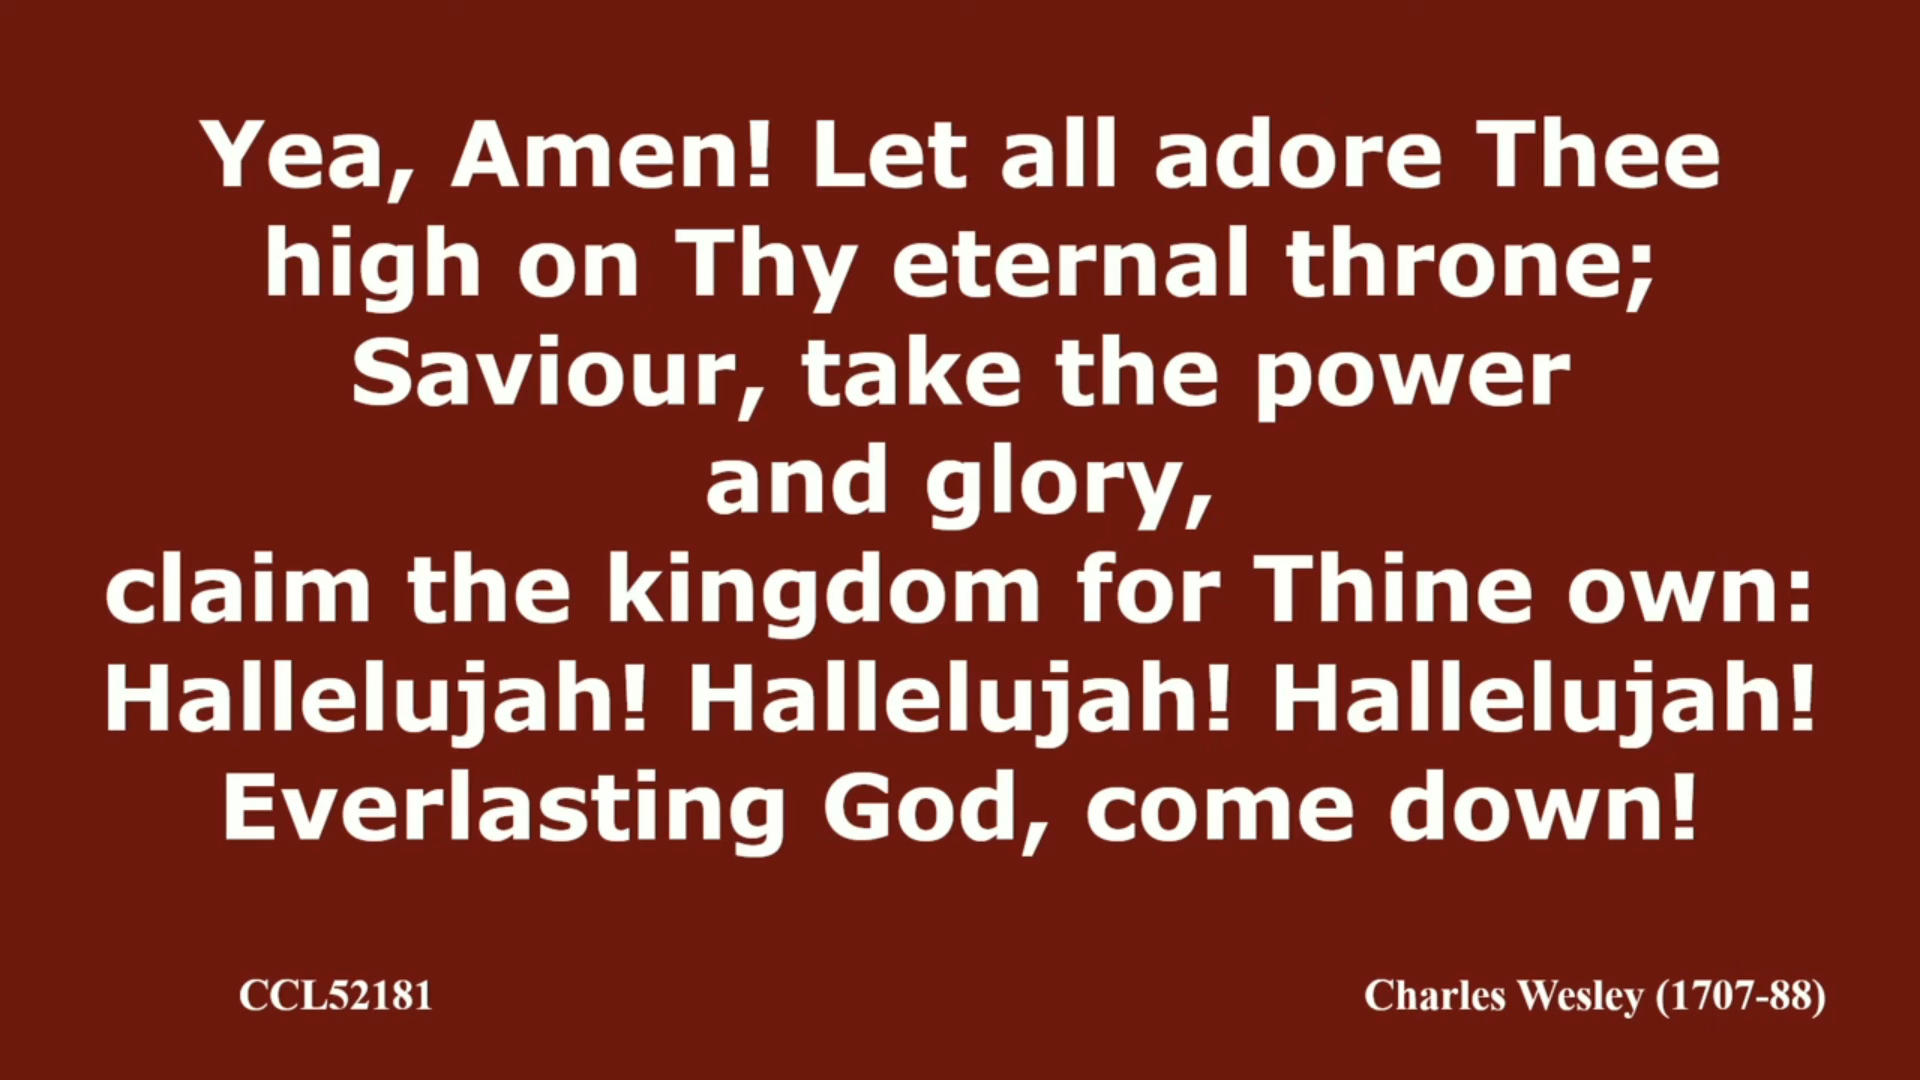 Yea, Amen! Let all adore Thee
high on Thy eternal throne;
Saviour, take the power
and glory,
claim the kingdom for Thine own:
Hallelujah! Hallelujah! Hallelujah!
Everlasting God, come down!
CCL52181
Charles Wesley (1707-88)